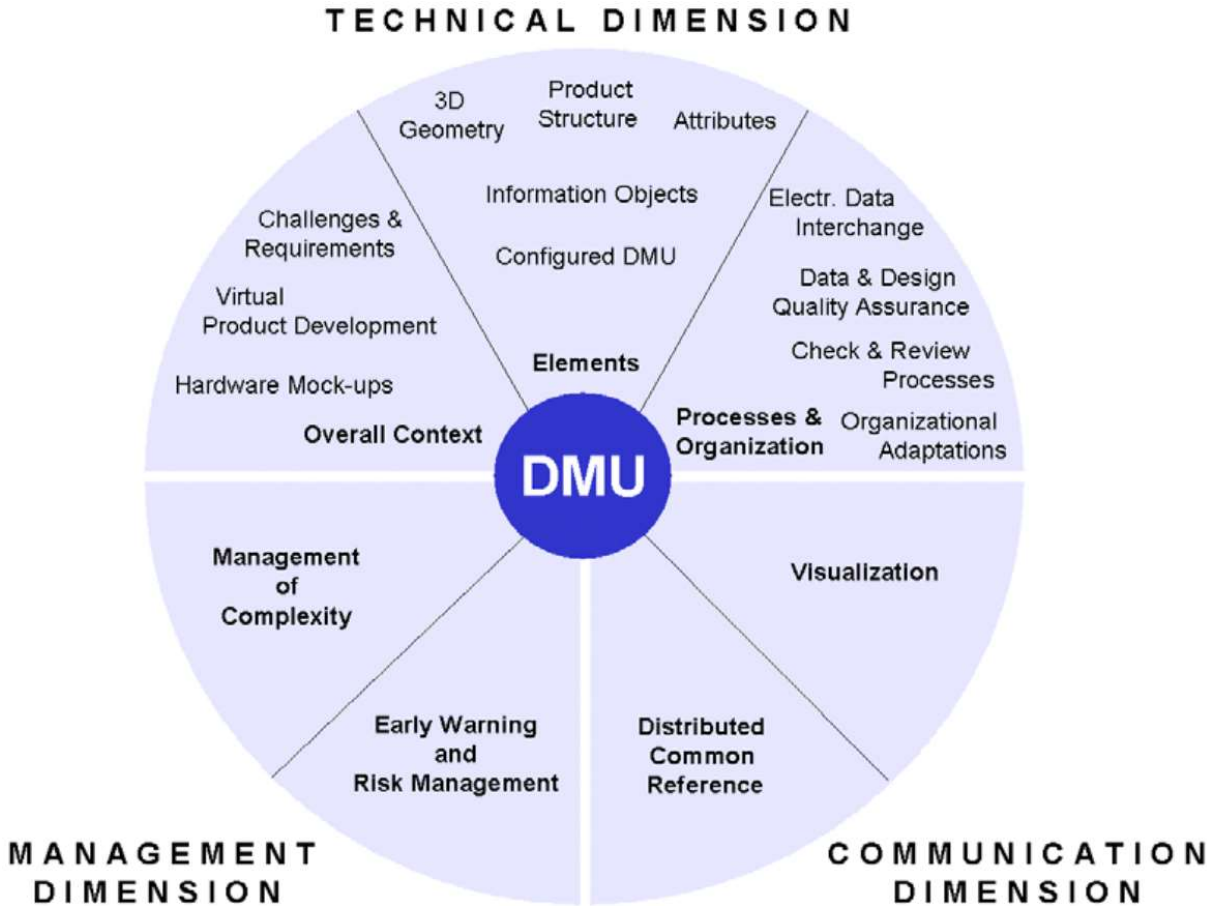 TECHNICAL DIMENSION
3D
Geometry
Product
Structure
Attributes
Information Objects
Configured DMU
Elements
Challenges &
Requirements
Virtual
Product Development
Hardware Mock-ups
Overall Context
Electr. Data
Interchange
Data & Design
Quality Assurance
Check & Review
Processes
Processes &
Organization
Organizational
Adaptations
DMU
Management
of
Complexity
Early Warning
and
Risk Management
Distributed
Common
Reference
Visualization
MANAGEMENT
DIMENSION
COMMUNICATION
DIMENSION